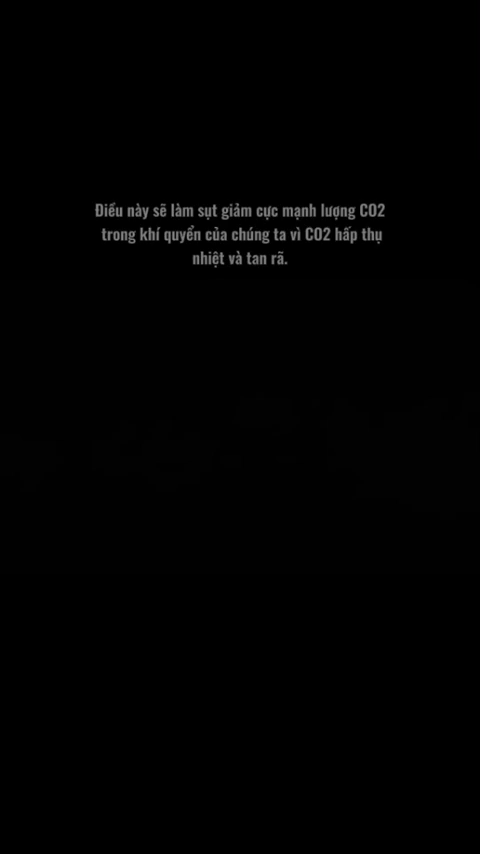 Điều này sẽ làm sụt giảm cực mạnh lượng CO2
trong khí quyển của chúng ta vì CO2 hấp thụ
nhiệt và tan rã.